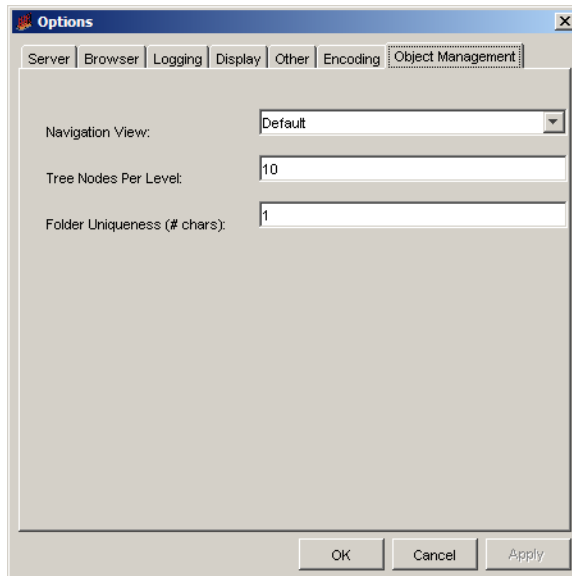 Options
Server Browser Logging Display Other Encoding Object Management
Navigation View: Default
Tree Nodes Per Level: 10
Folder Uniqueness (# chars): 1
OK Cancel Apply